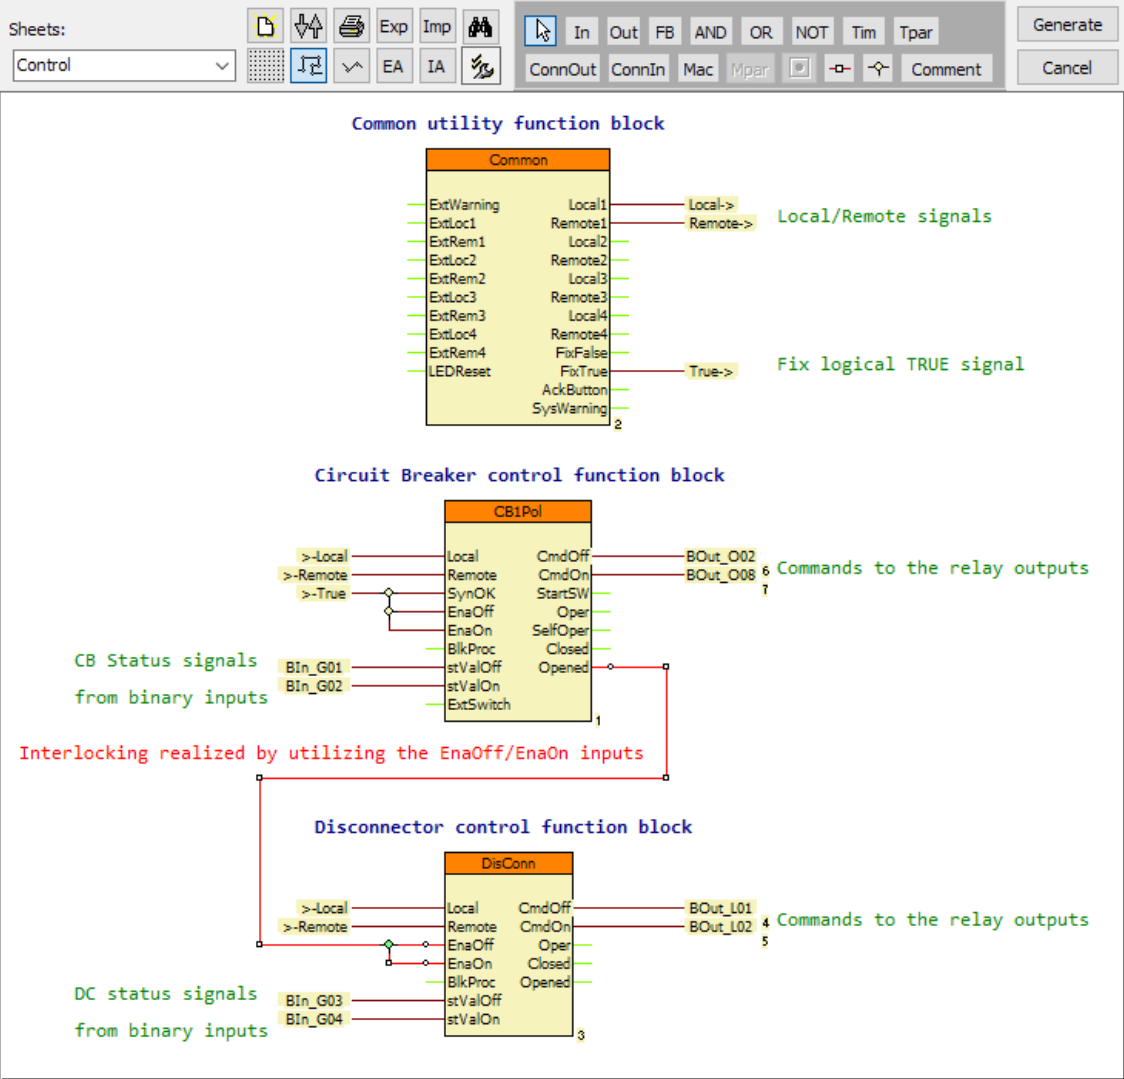 Sheets:
Control
Exp
Imp
EA
IA
In
Out
FB
AND
OR
NOT
Tim
Tpar
ConnOut
ConnIn
Mac
Mpar
Comment
Generate
Cancel
Common utility function block
Common
ExtWarning
ExtLoc1
ExtRem1
ExtLoc2
ExtRem2
ExtLoc3
ExtRem3
ExtLoc4
ExtRem4
LEDReset
Local1
Remote1
Local2
Remote2
Local3
Remote3
Local4
Remote4
FixFalse
FixTrue
AckButton
SysWarning
2
Local->
Remote->
True->
Local/Remote signals
Fix logical TRUE signal
Circuit Breaker control function block
CB1Pol
>-Local
>-Remote
>-True
BIn_G01
BIn_G02
Local
Remote
SynOK
EnaOff
EnaOn
BlkProc
stValOff
stValOn
ExtSwitch
CmdOff
CmdOn
StartSW
Oper
SelfOper
Closed
Opened
1
BOut_O02
BOut_O08
6
7
Commands to the relay outputs
CB Status signals
from binary inputs
Interlocking realized by utilizing the EnaOff/EnaOn inputs
Disconnector control function block
DisConn
>-Local
>-Remote
BIn_G03
BIn_G04
Local
Remote
EnaOff
EnaOn
BlkProc
stValOff
stValOn
CmdOff
CmdOn
Oper
Closed
Opened
3
BOut_L01
BOut_L02
4
5
Commands to the relay outputs
DC status signals
from binary inputs